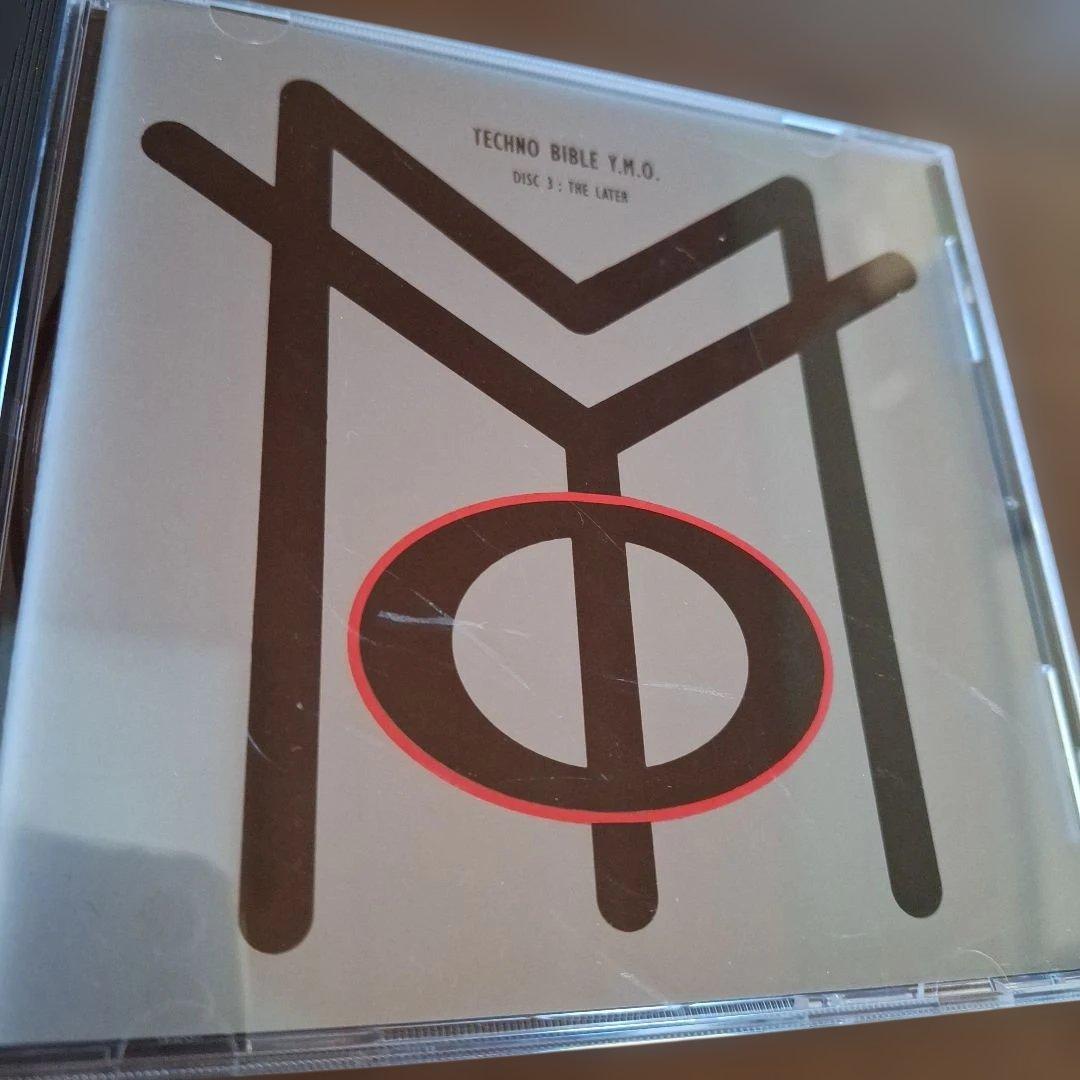 TECHNO BIBLE Y.M.O.
DISC 3 : THE LATER